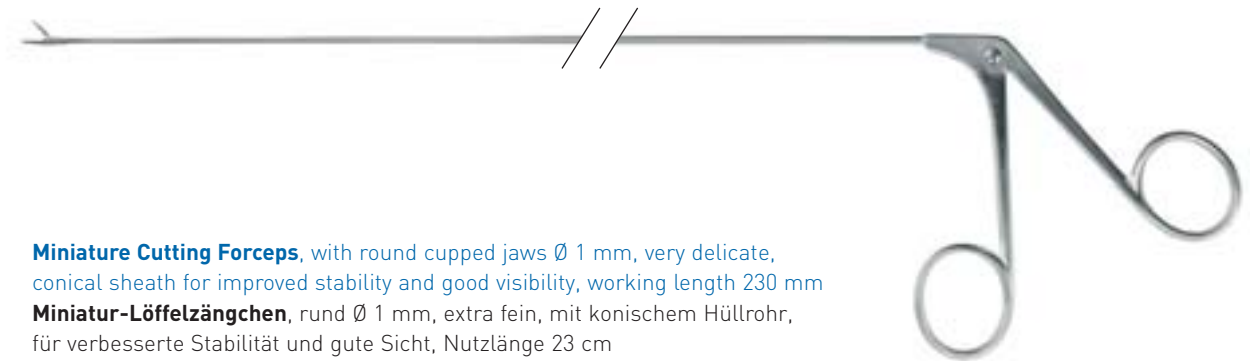 Miniature Cutting Forceps, with round cupped jaws Ø 1 mm, very delicate,
conical sheath for improved stability and good visibility, working length 230 mm
Miniatur-Löffelzängchen, rund Ø 1 mm, extra fein, mit konischem Hüllrohr,
für verbesserte Stabilität und gute Sicht, Nutzlänge 23 cm